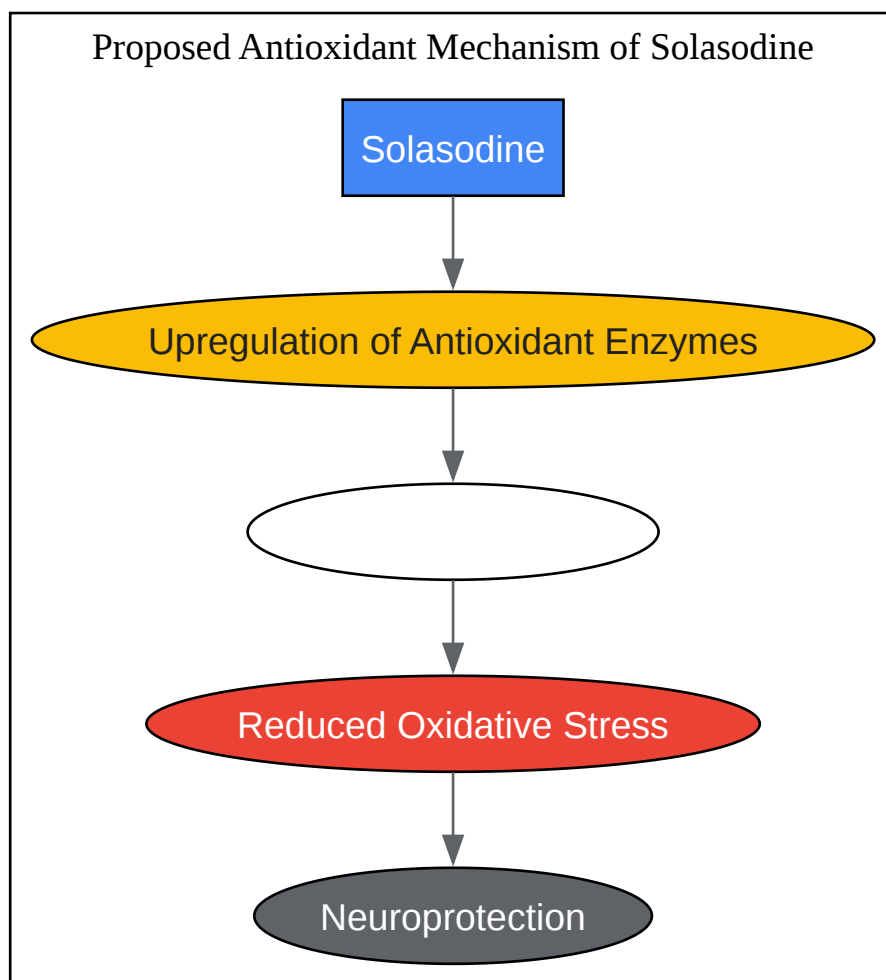 Proposed Antioxidant Mechanism of Solasodine
Solasodine
Upregulation of Antioxidant Enzymes
Reduced Oxidative Stress
Neuroprotection